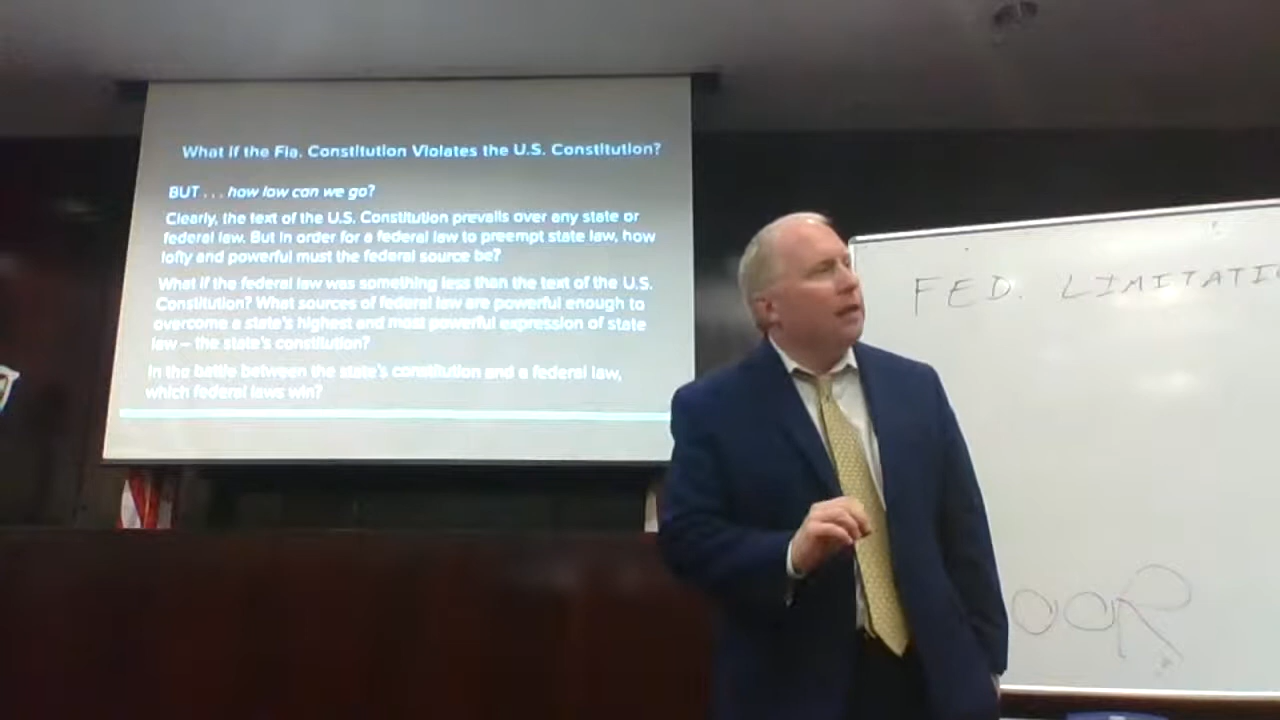 What if the Fla. Constitution Violates the U.S. Constitution?
BUT . . . how low can we go?
Clearly, the text of the U.S. Constitution prevails over any state or
federal law. But in order for a federal law to preempt state law, how
lofty and powerful must the federal source be?
What if the federal law was something less than the text of the U.S.
Constitution? What sources of federal law are powerful enough to
overcome a state's highest and most powerful expression of state
law – the state's constitution?
In the battle between the state's constitution and a federal law,
which federal laws win?
FED. LIMITATI
OOR